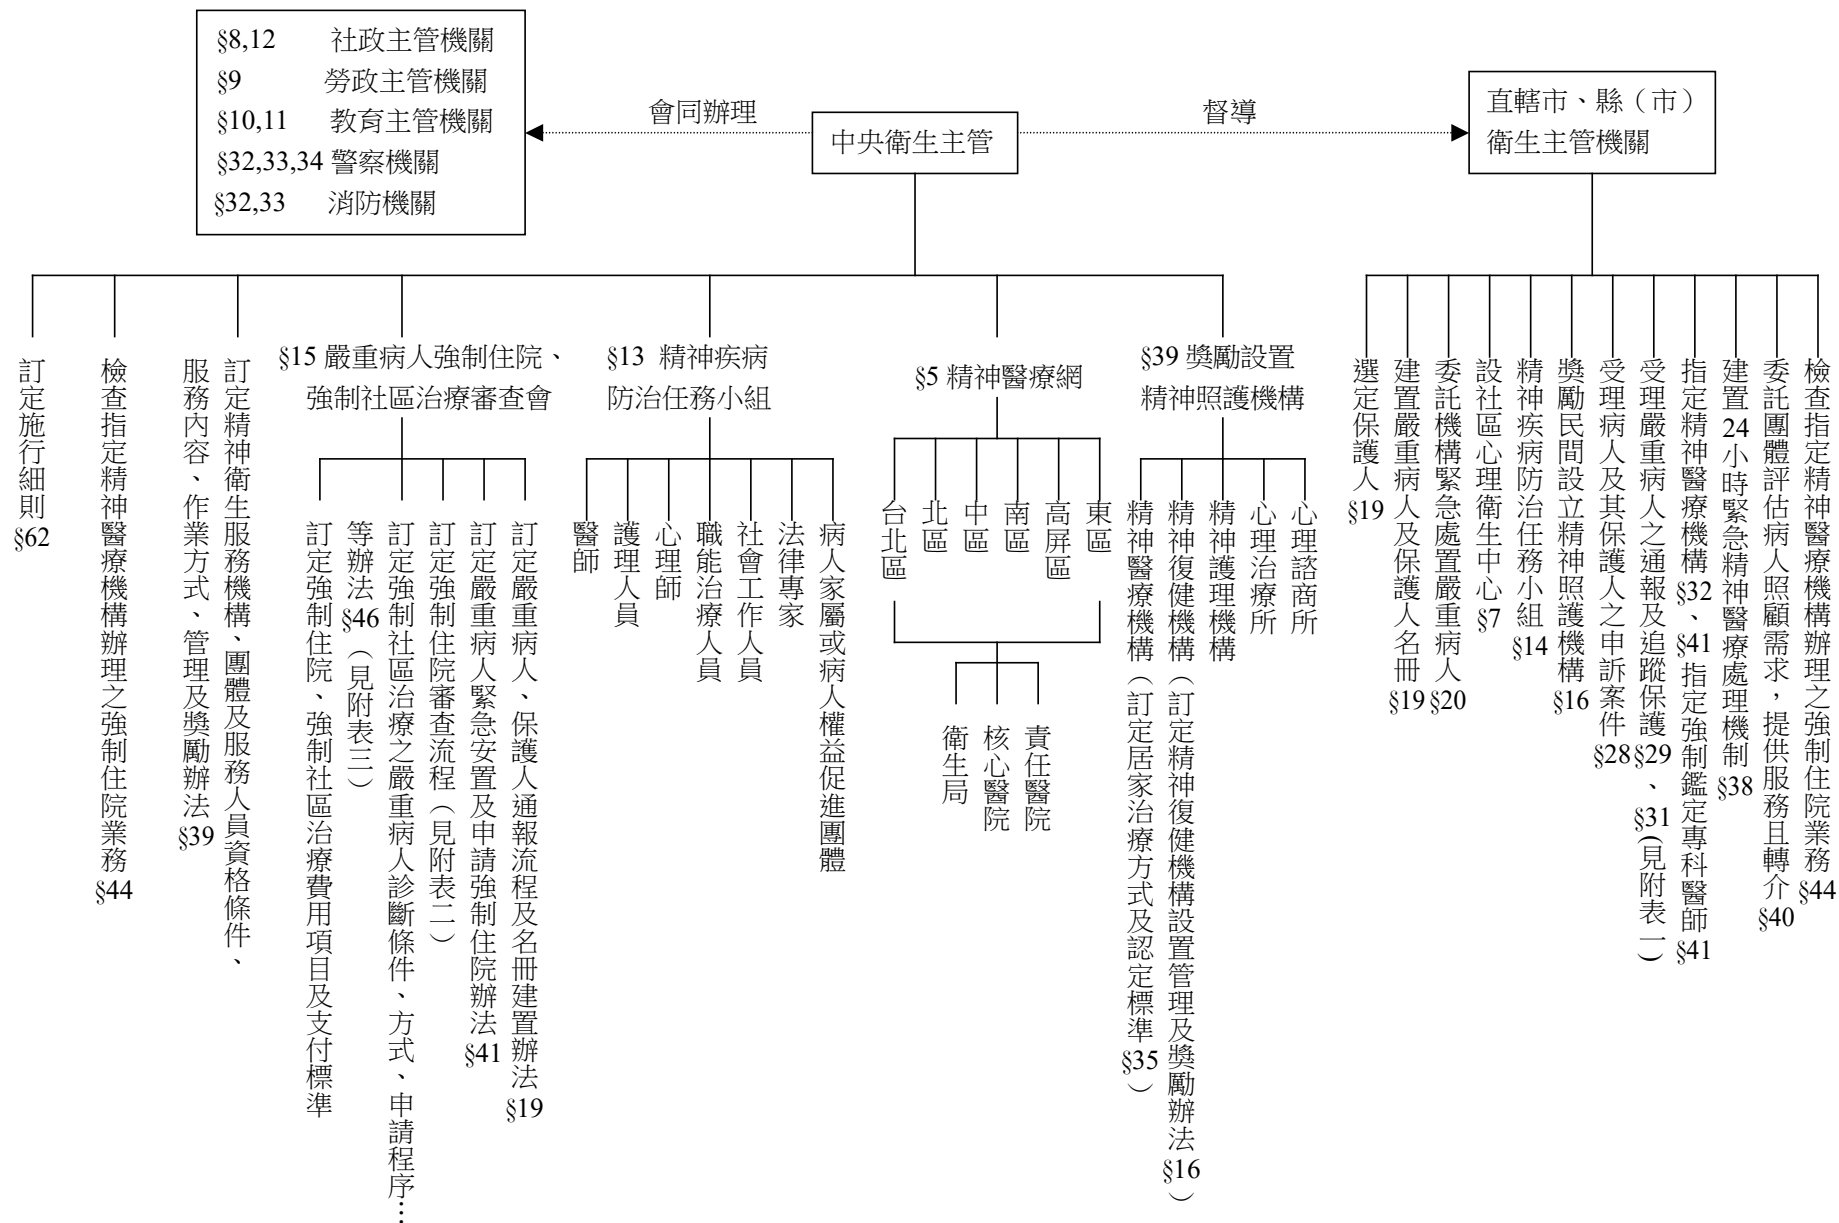 §8,12 社政主管機關
§9 勞政主管機關
§10,11 教育主管機關
§32,33,34 警察機關
§32,33 消防機關
會同辦理
中央衛生主管
督導
直轄市、縣（市）
衛生主管機關
訂定施行細則§62
檢查指定精神醫療機構辦理之強制住院業務§44
訂定精神衛生服務機構、團體及服務人員資格條件、
服務內容、作業方式、管理及獎勵辦法§39
§15 嚴重病人強制住院、
強制社區治療審查會
訂定強制住院、強制社區治療費用項目及支付標準
訂定強制社區治療之嚴重病人診斷條件、方式、申請程序…
等辦法§46（見附表三）
訂定強制住院審查流程（見附表二）
訂定嚴重病人緊急安置及申請強制住院辦法§41
訂定嚴重病人、保護人通報流程及名冊建置辦法§19
§13 精神疾病
防治任務小組
醫師
護理人員
心理師
職能治療人員
社會工作人員
法律專家
病人家屬或病人權益促進團體
§5 精神醫療網
台北區
北區
中區
南區
高屏區
東區
衛生局
核心醫院
責任醫院
§39 獎勵設置
精神照護機構
精神醫療機構（訂定居家治療方式及認定標準§35）
精神復健機構（訂定精神復健機構設置管理及獎勵辦法§16）
精神護理機構
心理治療所
心理諮商所
選定保護人§19
建置嚴重病人及保護人名冊§19
委託機構緊急處置嚴重病人§20
設社區心理衛生中心§7
精神疾病防治任務小組§14
獎勵民間設立精神照護機構§16
受理病人及其保護人之申訴案件§28
受理嚴重病人之通報及追蹤保護§29、§31(見附表一)
指定精神醫療機構§32、§41指定強制鑑定專科醫師§41
建置24小時緊急精神醫療處理機制§38
委託團體評估病人照顧需求，提供服務且轉介§40
檢查指定精神醫療機構辦理之強制住院業務§44